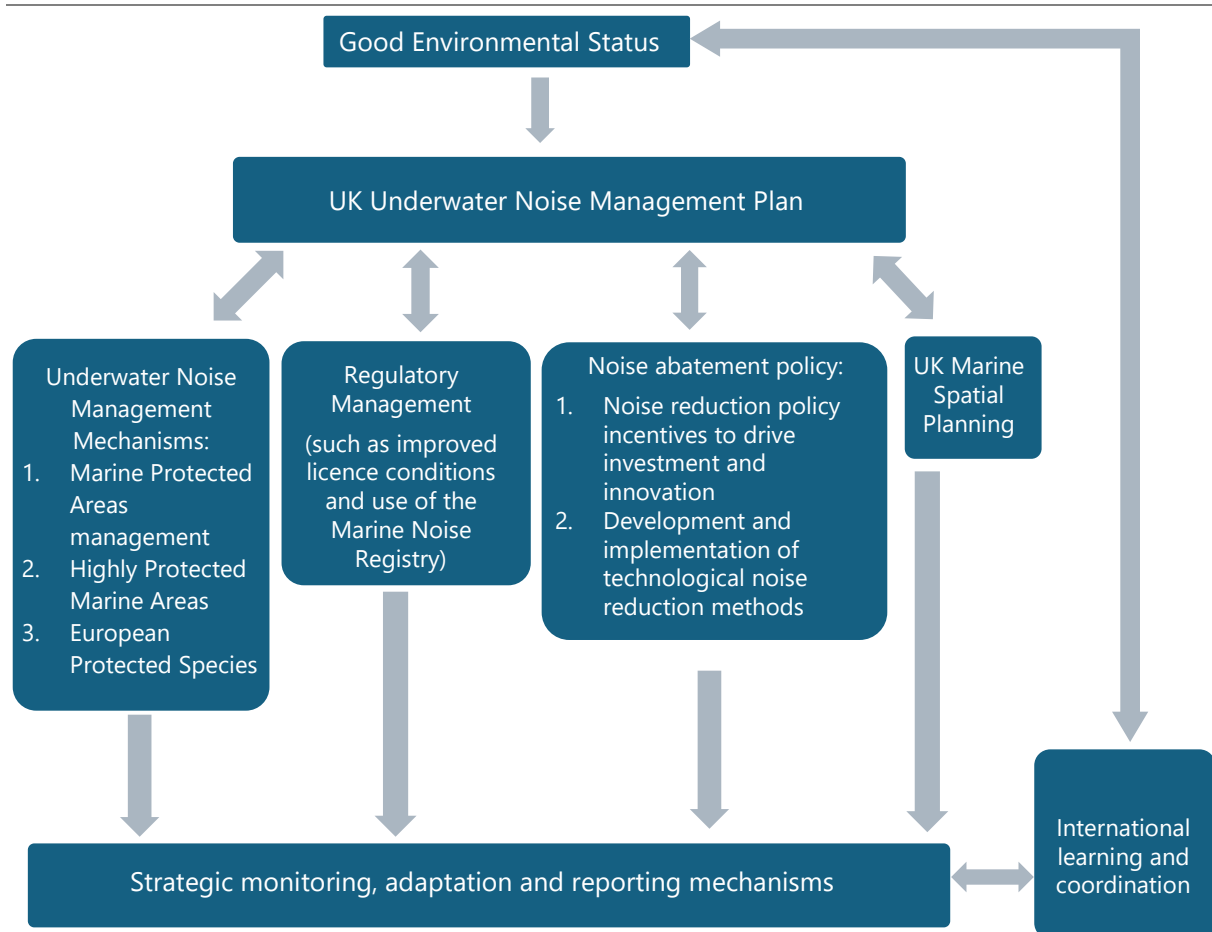 Good Environmental Status
UK Underwater Noise Management Plan
Underwater Noise
Management
Mechanisms:
1. Marine Protected
Areas
management
2. Highly Protected
Marine Areas
3. European
Protected Species
Regulatory
Management
(such as improved
licence conditions
and use of the
Marine Noise
Registry)
Noise abatement policy:
1. Noise reduction policy
incentives to drive
investment and
innovation
2. Development and
implementation of
technological noise
reduction methods
UK Marine
Spatial
Planning
Strategic monitoring, adaptation and reporting mechanisms
International
learning and
coordination